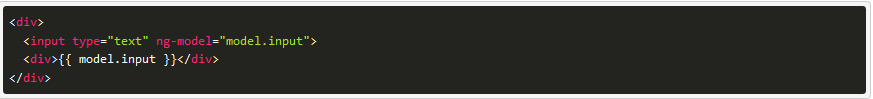 <div>
  <input type="text" ng-model="model.input">
  <div>{{ model.input }}</div>
</div>